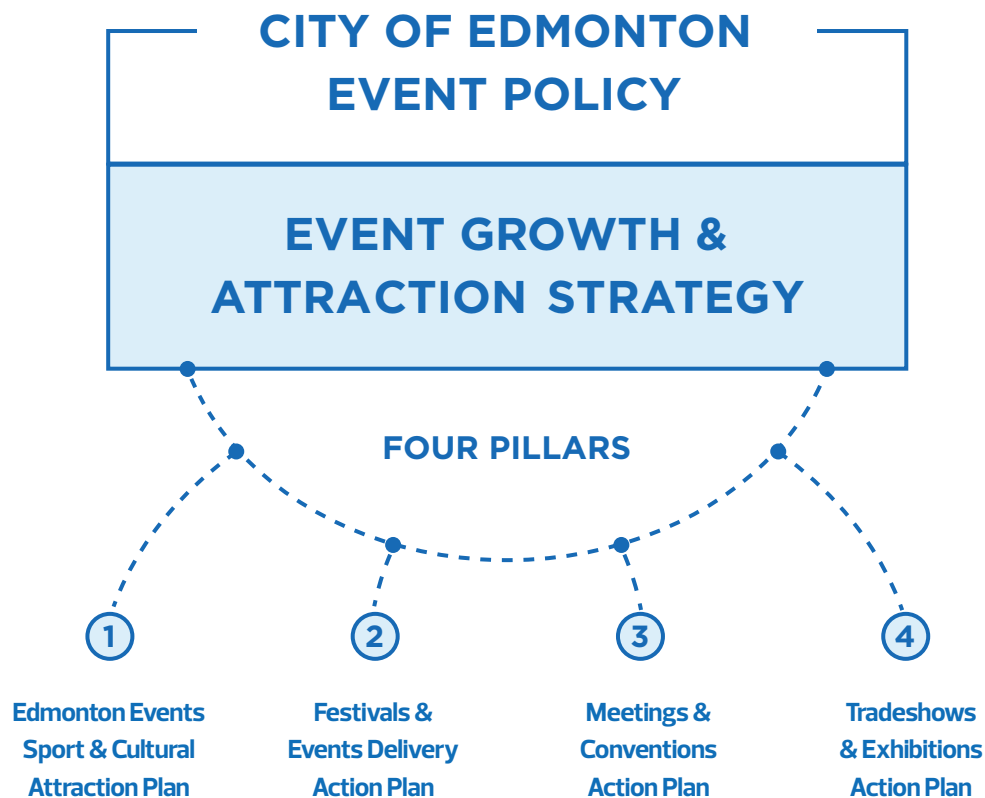 CITY OF EDMONTON
EVENT POLICY
EVENT GROWTH &
ATTRACTION STRATEGY
FOUR PILLARS
1
Edmonton Events
Sport & Cultural
Attraction Plan
2
Festivals &
Events Delivery
Action Plan
3
Meetings &
Conventions
Action Plan
4
Tradeshows
& Exhibitions
Action Plan